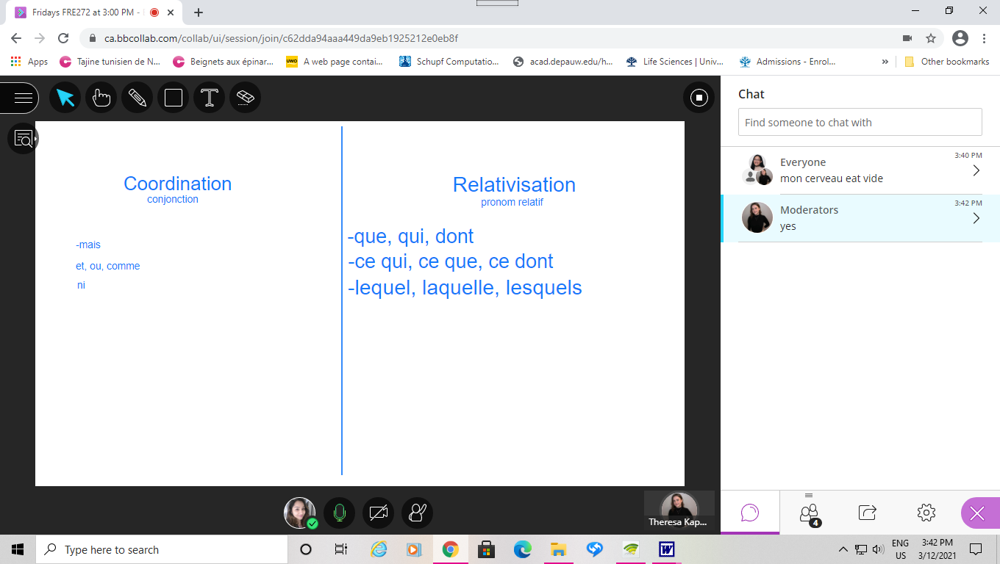 Fridays FRE272 at 3:00 PM -
ca.bbcollab.com/collab/ui/session/join/c62dda94aaa449da9eb1925212e0eb8f
Apps Tajine tunisien de N... Beignets aux épinar... UWO A web page contai... Schupf Computatio... acad.depauw.edu/h... Life Sciences | Univ... Admissions - Enrol... » Other bookmarks
Coordination
conjonction
-mais
et, ou, comme
ni
Relativisation
pronom relatif
-que, qui, dont
-ce qui, ce que, ce dont
-lequel, laquelle, lesquels
Theresa Kap...
Chat
Find someone to chat with
Everyone 3:40 PM
mon cerveau eat vide
Moderators 3:42 PM
yes
4
Type here to search
ENG
US
3:42 PM
3/12/2021